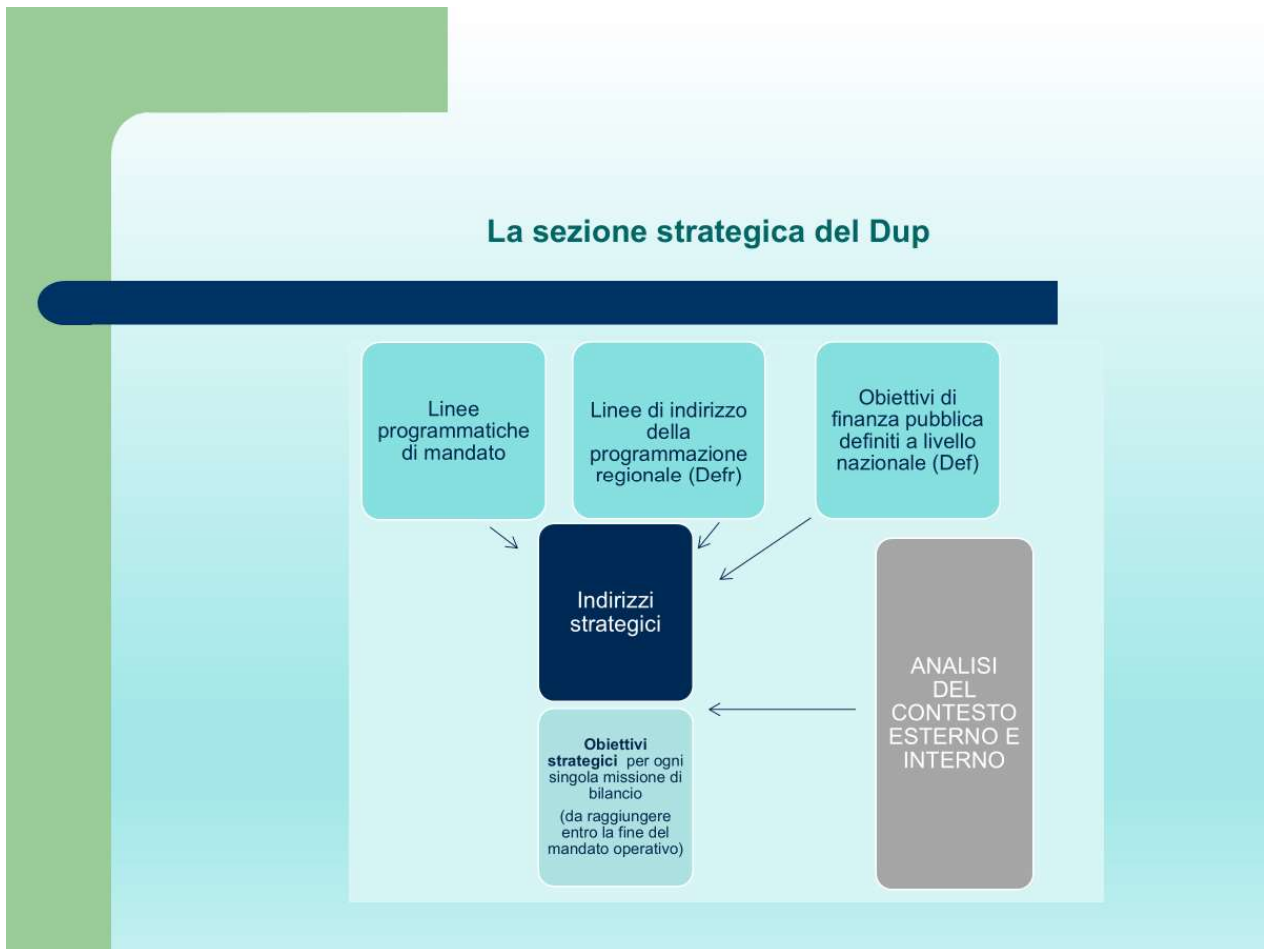 La sezione strategica del Dup
Linee
programmatiche
di mandato
Linee di indirizzo
della
programmazione
regionale (Defr)
Obiettivi di
finanza pubblica
definiti a livello
nazionale (Def)
Indirizzi
strategici
ANALISI
DEL
CONTESTO
ESTERNO E
INTERNO
Obiettivi
strategici per ogni
singola missione di
bilancio
(da raggiungere
entro la fine del
mandato operativo)